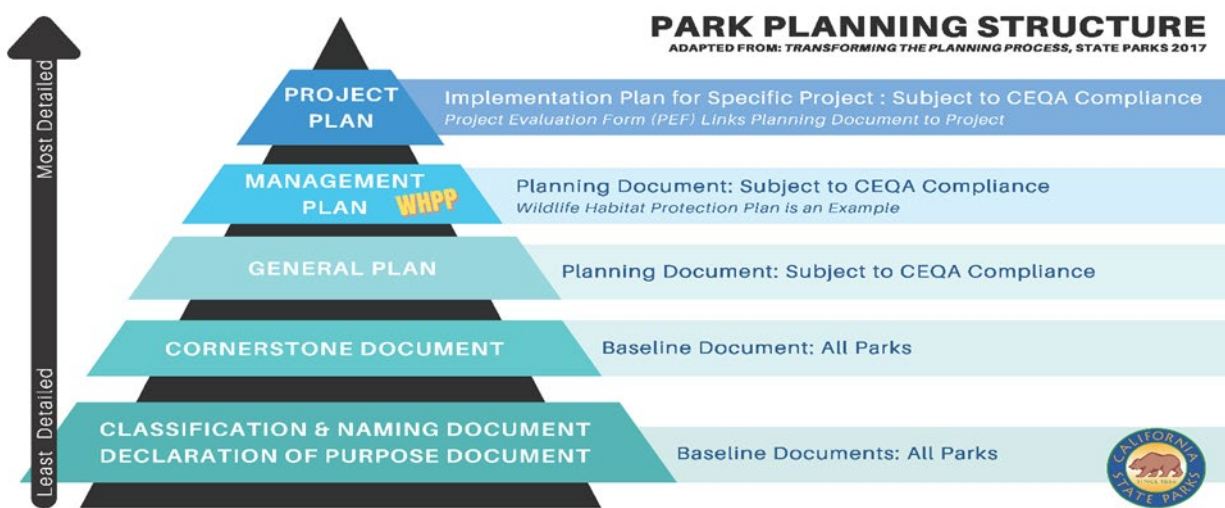 PARK PLANNING STRUCTURE
ADAPTED FROM: TRANSFORMING THE PLANNING PROCESS, STATE PARKS 2017
Most Detailed
Least Detailed
PROJECT
PLAN
Implementation Plan for Specific Project : Subject to CEQA Compliance
Project Evaluation Form (PEF) Links Planning Document to Project
MANAGEMENT
PLAN
WHPP
Planning Document: Subject to CEQA Compliance
Wildlife Habitat Protection Plan is an Example
GENERAL PLAN
Planning Document: Subject to CEQA Compliance
CORNERSTONE DOCUMENT
Baseline Document: All Parks
CLASSIFICATION & NAMING DOCUMENT
DECLARATION OF PURPOSE DOCUMENT
Baseline Documents: All Parks
CALIFORNIA
STATE PARKS